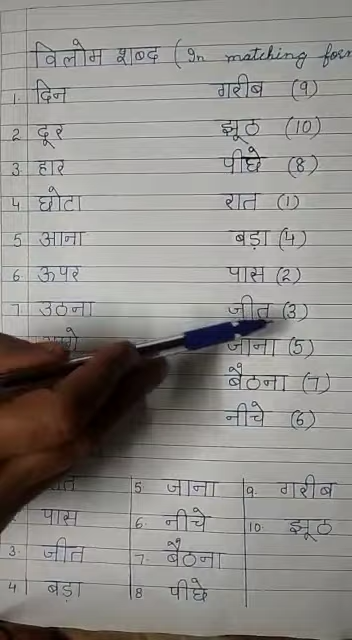 विलोम शब्द (In matching form
1. दिन गरीब (9)
2 दूर झूठ (10)
3 हार पीछे (8)
4 छोटा रात (1)
5 आना बड़ा (4)
6. ऊपर पास (2)
7. उठना जीत (3)
जाना (5)
बैठना (7)
नीचे (6)
5. जाना 9. गरीब
पास 6. नीचे 10. झूठ
3. जीत 7. बैठना
4 बड़ा 8 पीछे